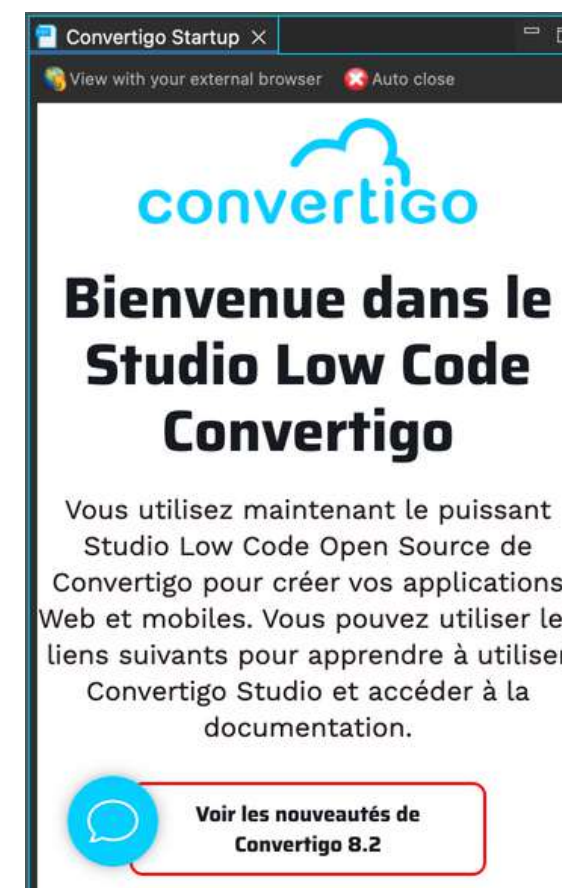 Convertigo Startup
View with your external browser Auto close
convertigo
Bienvenue dans le
Studio Low Code
Convertigo
Vous utilisez maintenant le puissant
Studio Low Code Open Source de
Convertigo pour créer vos applications
Web et mobiles. Vous pouvez utiliser le
liens suivants pour apprendre à utiliser
Convertigo Studio et accéder à la
documentation.
Voir les nouveautés de
Convertigo 8.2